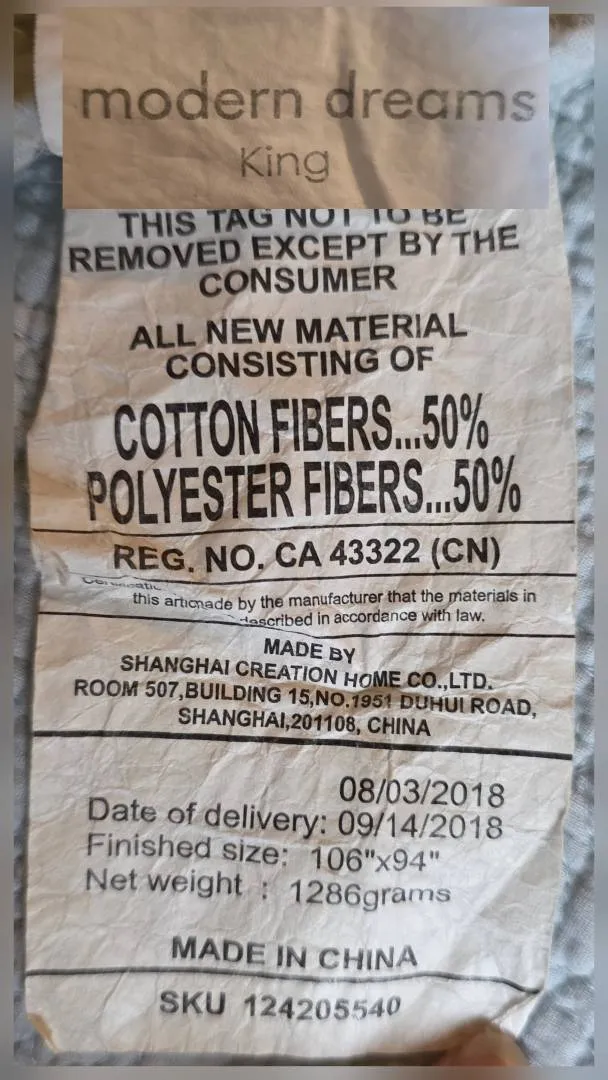 modern dreams
King
THIS TAG NOT TO BE
REMOVED EXCEPT BY THE
CONSUMER
ALL NEW MATERIAL
CONSISTING OF
COTTON FIBERS...50%
POLYESTER FIBERS...50%
REG. NO. CA 43322 (CN)
this made by the manufacturer that the materials in
described in accordance with law.
MADE BY
SHANGHAI CREATION HOME CO.,LTD.
ROOM 507,BUILDING 15,NO.1951 DUHUI ROAD,
SHANGHAI,201108, CHINA
08/03/2018
Date of delivery: 09/14/2018
Finished size: 106"x94"
Net weight : 1286grams
MADE IN CHINA
SKU 124205540